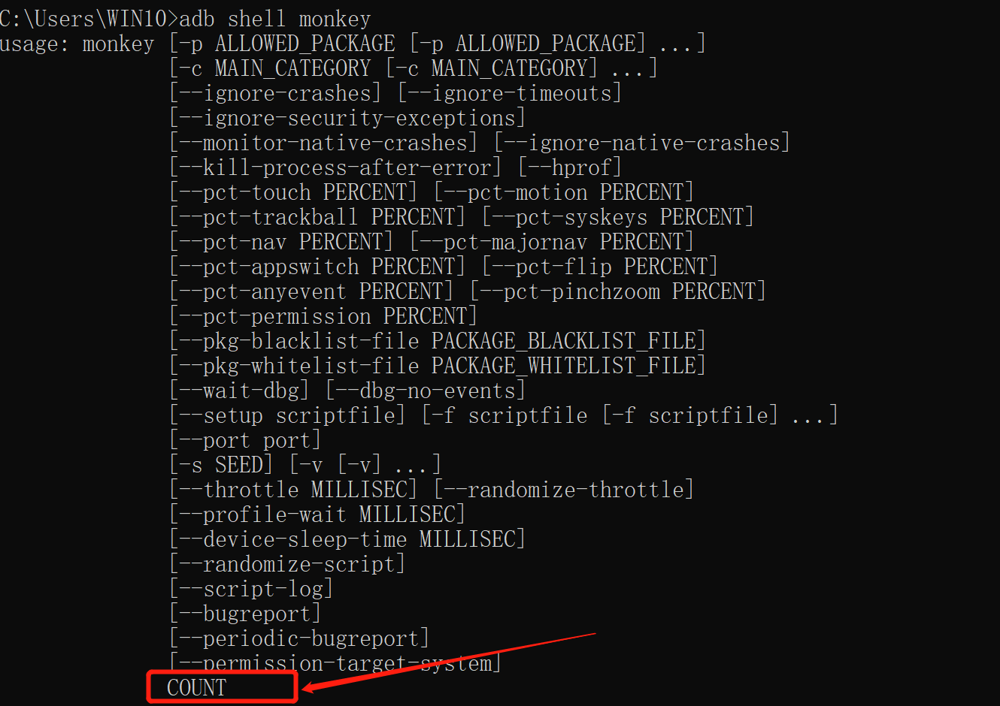 C:\Users\WIN10>adb shell monkey
usage: monkey [-p ALLOWED_PACKAGE [-p ALLOWED_PACKAGE] ...]
[-c MAIN_CATEGORY [-c MAIN_CATEGORY] ...]
[--ignore-crashes] [--ignore-timeouts]
[--ignore-security-exceptions]
[--monitor-native-crashes] [--ignore-native-crashes]
[--kill-process-after-error] [--hprof]
[--pct-touch PERCENT] [--pct-motion PERCENT]
[--pct-trackball PERCENT] [--pct-syskeys PERCENT]
[--pct-nav PERCENT] [--pct-majornav PERCENT]
[--pct-appswitch PERCENT] [--pct-flip PERCENT]
[--pct-anyevent PERCENT] [--pct-pinchzoom PERCENT]
[--pct-permission PERCENT]
[--pkg-blacklist-file PACKAGE_BLACKLIST_FILE]
[--pkg-whitelist-file PACKAGE_WHITELIST_FILE]
[--wait-dbg] [--dbg-no-events]
[--setup scriptfile] [-f scriptfile [-f scriptfile] ...]
[--port port]
[-s SEED] [-v [-v] ...]
[--throttle MILLISEC] [--randomize-throttle]
[--profile-wait MILLISEC]
[--device-sleep-time MILLISEC]
[--randomize-script]
[--script-log]
[--bugreport]
[--periodic-bugreport]
[--permission-target-system]
COUNT